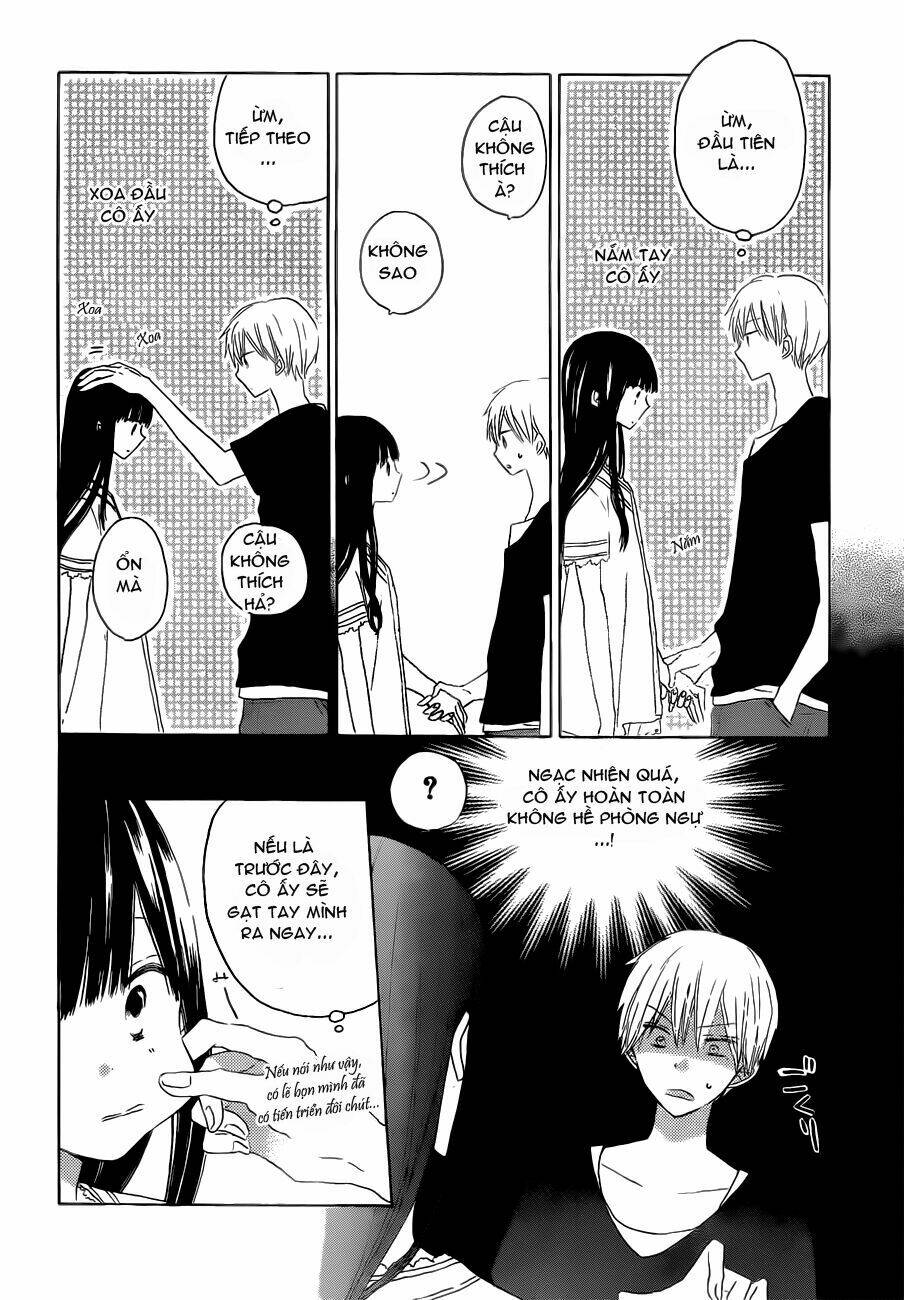 ỪM,
ĐẦU TIÊN
LÀ...
NẮM TAY
CÔ ẤY
Nắm
CẬU
KHÔNG
THÍCH
À?
KHÔNG
SAO
ỪM,
TIẾP THEO
...
XOA ĐẦU
CÔ ẤY
Xoa
Xoa
CẬU
KHÔNG
THÍCH
HẢ?
ỔN
MÀ
NGẠC NHIÊN QUÁ,
CÔ ẤY HOÀN TOÀN
KHÔNG HỀ PHÒNG NGỰ
...!
?
NẾU LÀ
TRƯỚC ĐÂY,
CÔ ẤY SẼ
GẠT TAY MÌNH
RA NGAY...
Nếu nói như vậy,
có lẽ bọn mình đã
có tiến triển đôi chút...